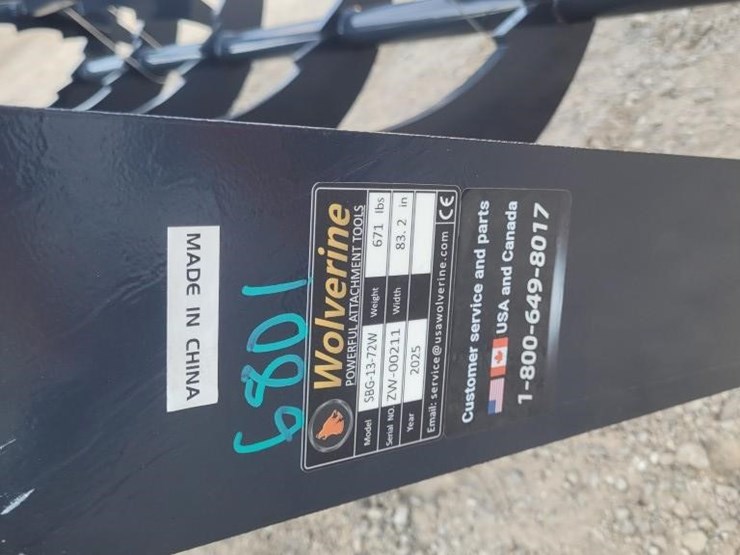 MADE IN CHINA
6801
Wolverine
POWERFUL ATTACHMENT TOOLS
Model SBG-13-72W Weight 671 lbs
Serial NO. ZW-00211 Width 83.2 in
Year 2025
Email: service@usawolverine.com CE
Customer service and parts
USA and Canada
1-800-649-8017